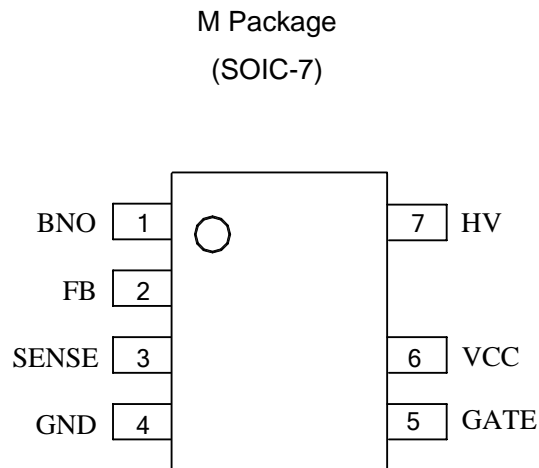 M Package
(SOIC-7)
BNO 1 7 HV
FB 2
SENSE 3 6 VCC
GND 4 5 GATE